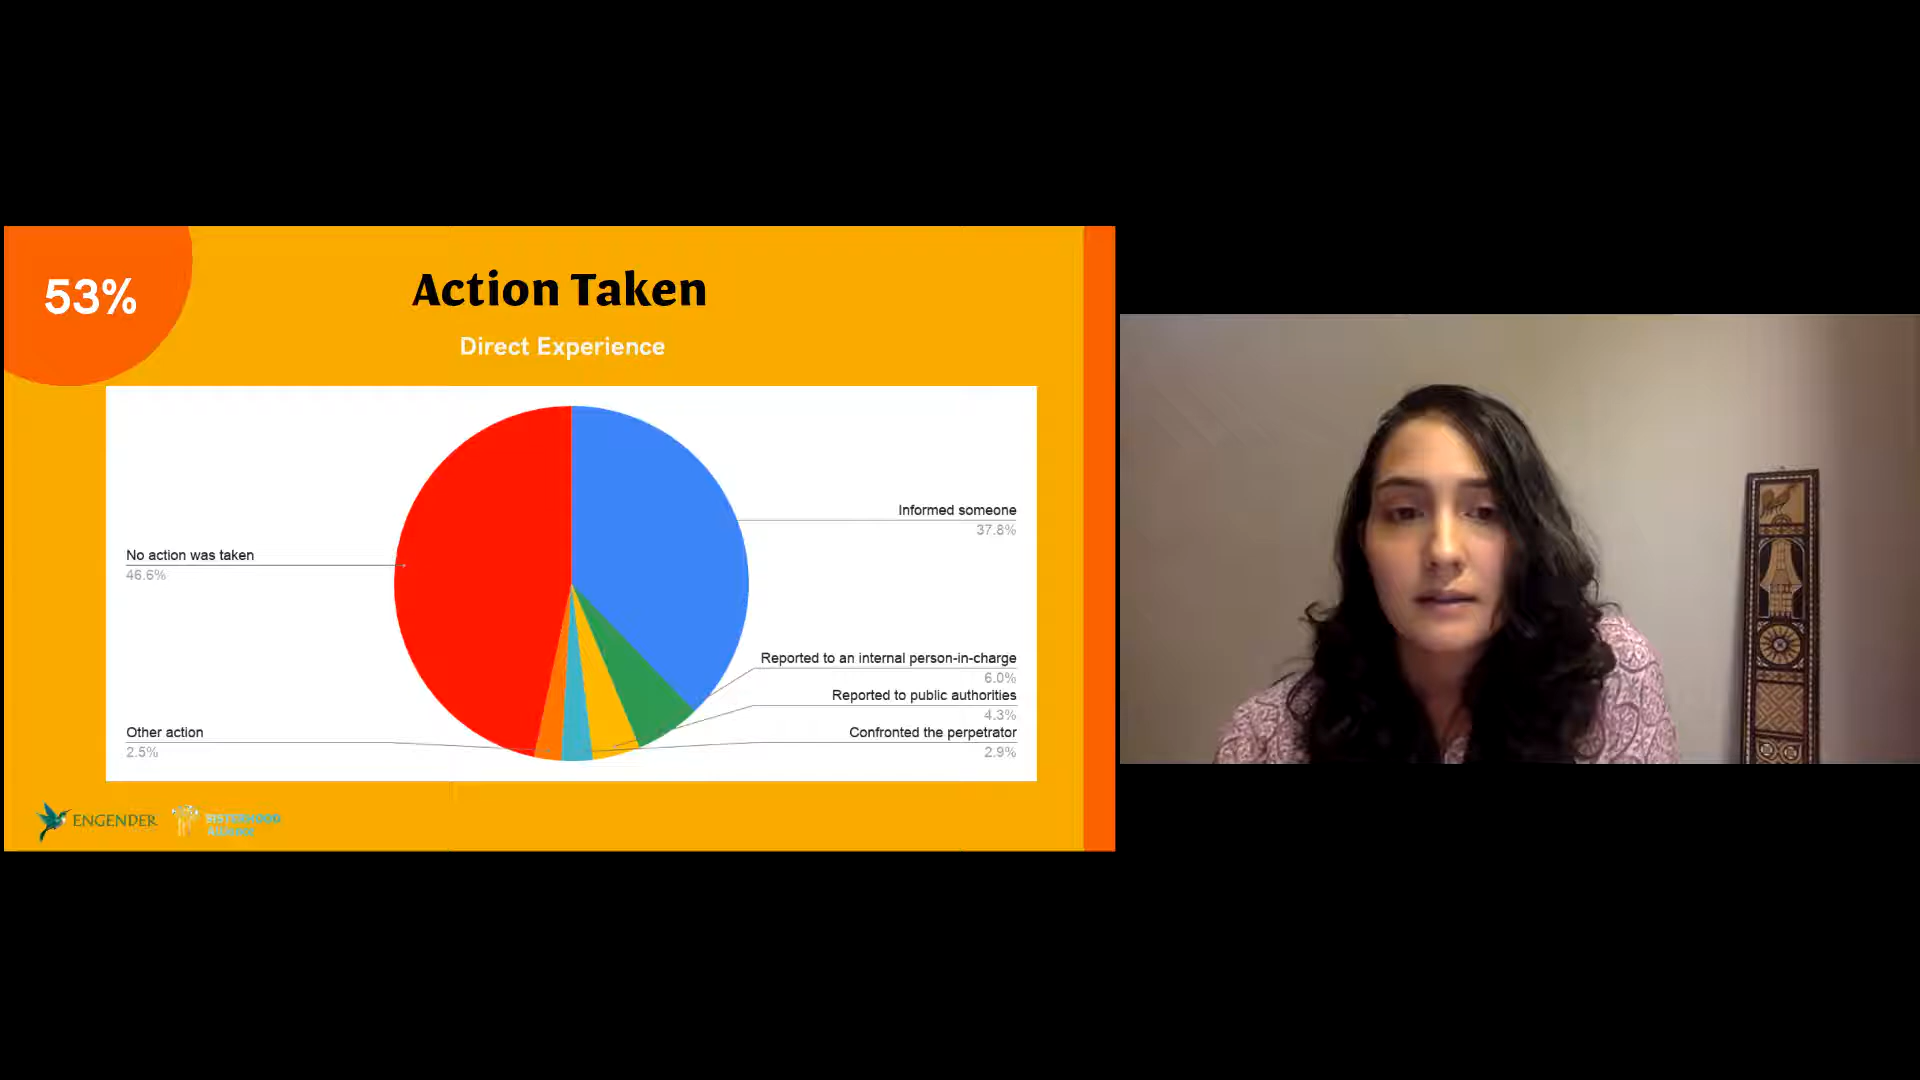 53%
Action Taken
Direct Experience
Informed someone
37.8%
No action was taken
46.6%
Reported to an internal person-in-charge
6.0%
Reported to public authorities
4.3%
Other action
2.5%
Confronted the perpetrator
2.9%
ENGENDER
SISTERHOOD
Alliance